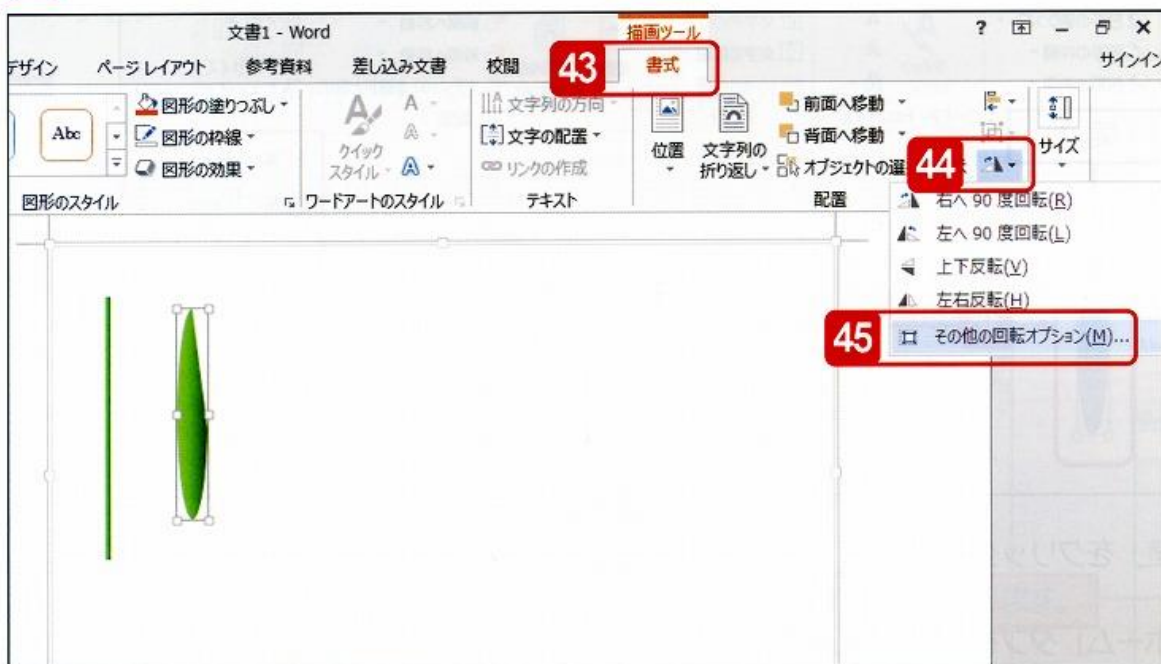 文書1 - Word
描画ツール
?
デザイン ページ レイアウト 参考資料 差し込み文書 校閲 43 書式
サインイン
Abc
図形の塗りつぶし
図形の枠線
図形の効果
図形のスタイル
A
クイック
スタイル
A
A
A
ワードアートのスタイル
文字列の方向
文字の配置
リンクの作成
テキスト
位置
文字列の
折り返し
前面へ移動
背面へ移動
オブジェクトの選
配置
サイズ
44
右へ 90 度回転(R)
左へ 90 度回転(L)
上下反転(V)
左右反転(H)
45 その他の回転オプション(M)...